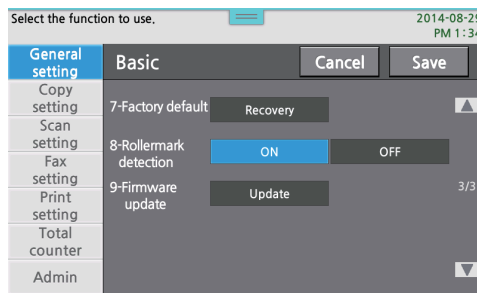 Select the function to use.
2014-08-29
PM 1:34
General
setting
Basic
Cancel
Save
Copy
setting
7-Factory default
Recovery
Scan
setting
8-Rollermark
detection
ON
OFF
Fax
setting
9-Firmware
update
Update
3/3
Print
setting
Total
counter
Admin